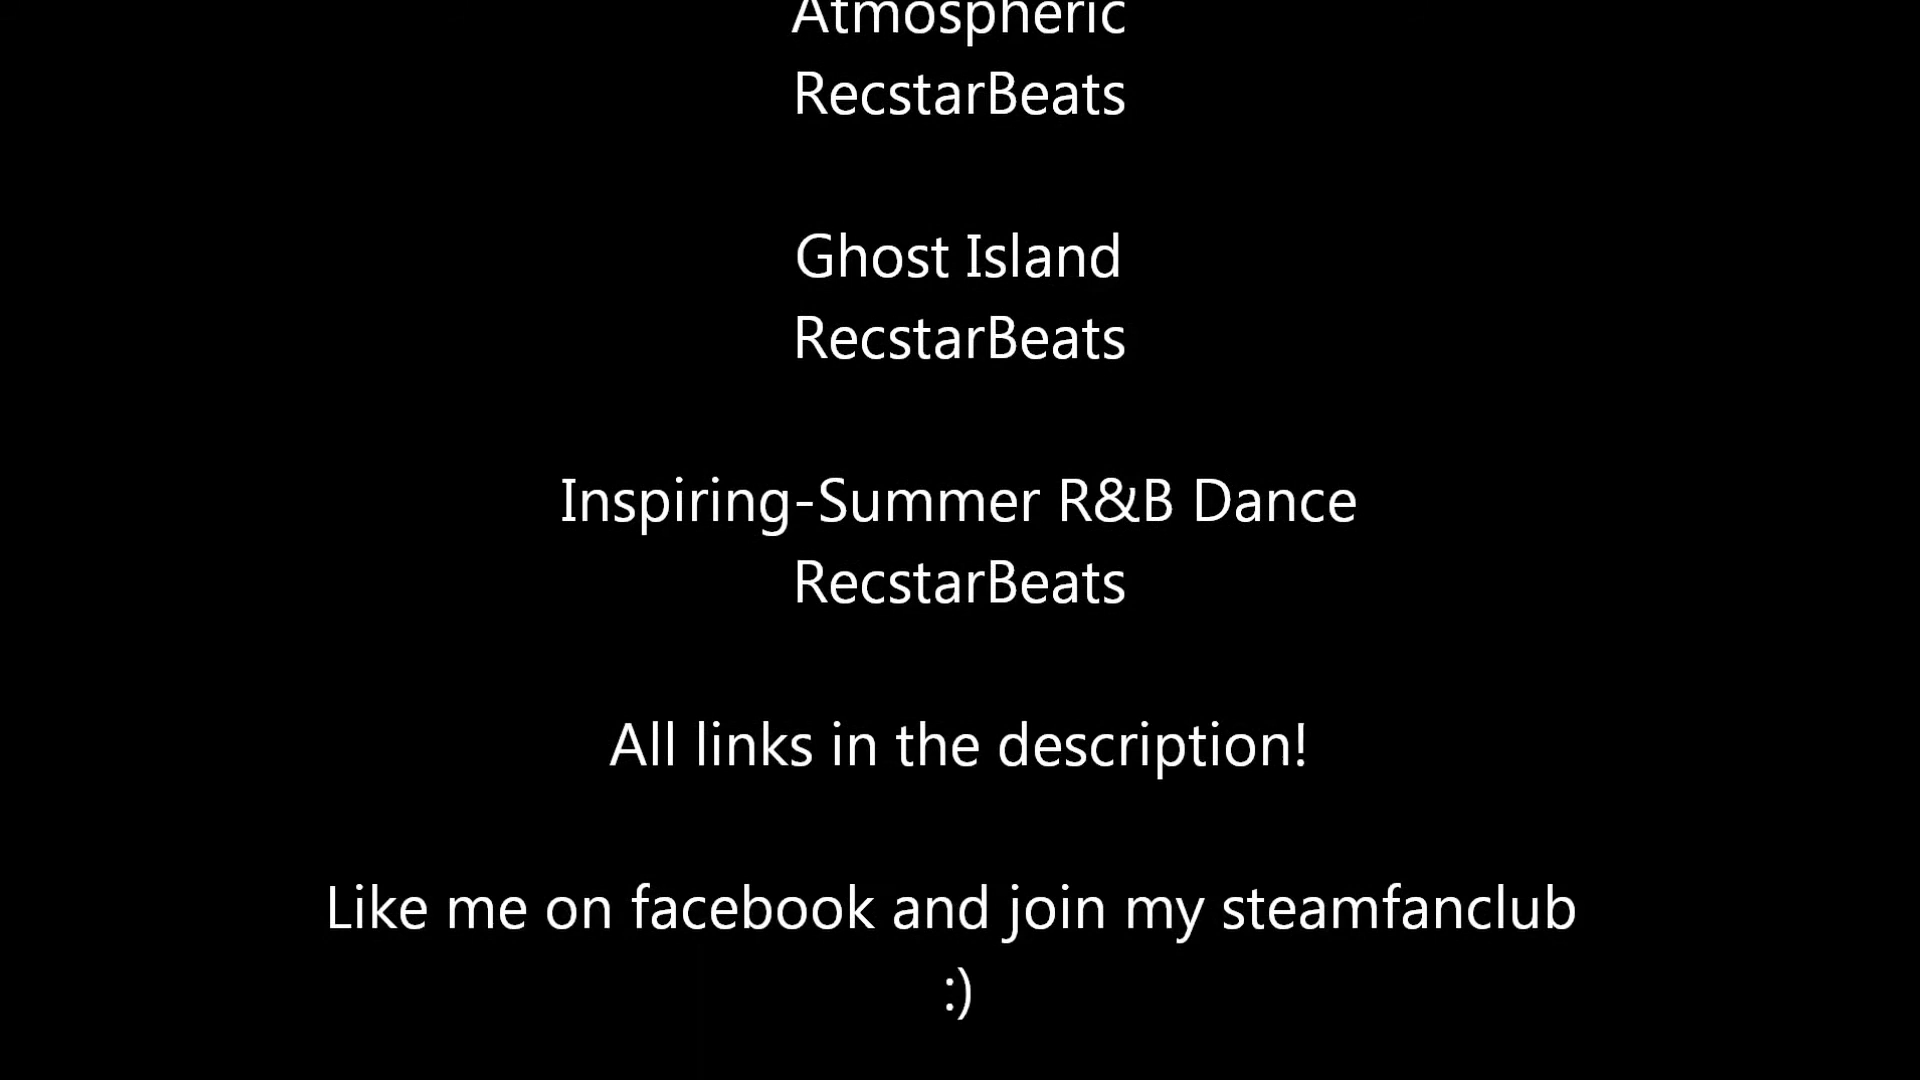 Atmospheric
RecstarBeats
Ghost Island
RecstarBeats
Inspiring-Summer R&B Dance
RecstarBeats
All links in the description!
Like me on facebook and join my steamfanclub
:)